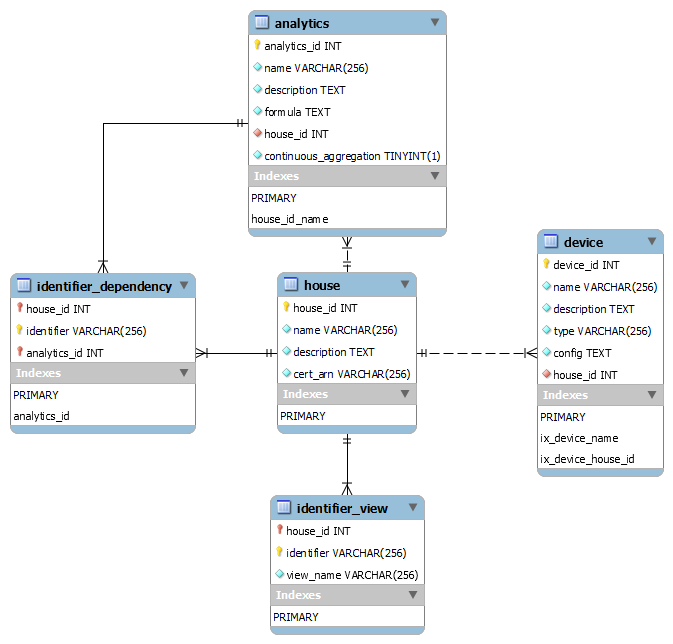 analytics
analytics_id INT
name VARCHAR(256)
description TEXT
formula TEXT
house_id INT
continuous_aggregation TINYINT(1)
Indexes
PRIMARY
house_id_name
device
device_id INT
name VARCHAR(256)
description TEXT
type VARCHAR(256)
config TEXT
house_id INT
Indexes
PRIMARY
ix_device_name
ix_device_house_id
identifier_dependency
house_id INT
identifier VARCHAR(256)
analytics_id INT
Indexes
PRIMARY
analytics_id
house
house_id INT
name VARCHAR(256)
description TEXT
cert_arn VARCHAR(256)
Indexes
PRIMARY
identifier_view
house_id INT
identifier VARCHAR(256)
view_name VARCHAR(256)
Indexes
PRIMARY